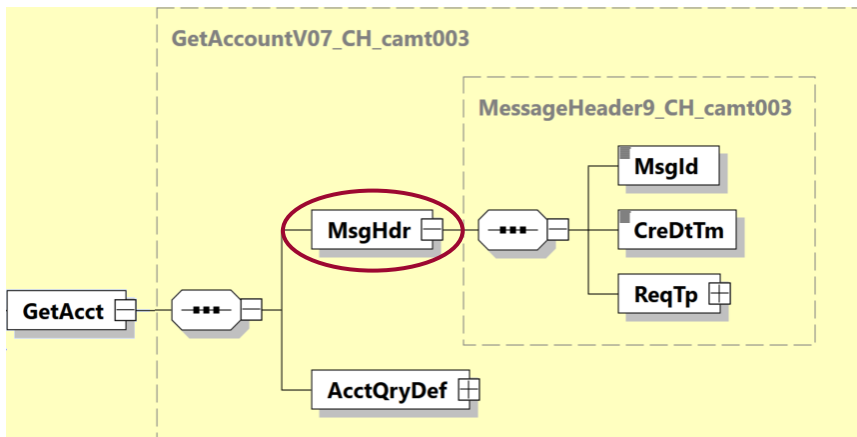 GetAccountV07_CH_camt003
MessageHeader9_CH_camt003
MsgId
MsgHdr
CreDtTm
ReqTp
GetAcct
AcctQryDef